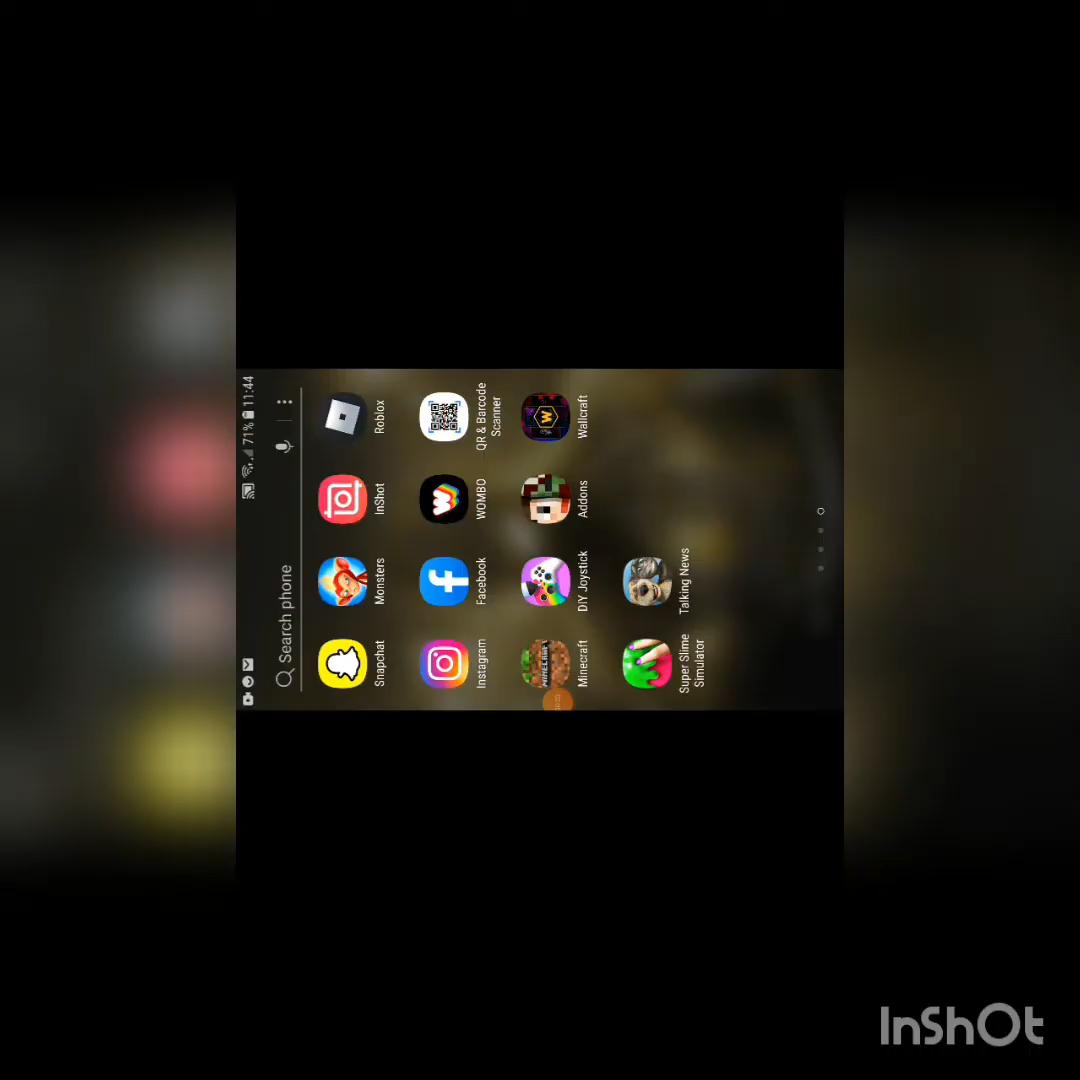 71% 11:44
Search phone
Snapchat
Monsters
InShot
Roblox
Instagram
Facebook
WOMBO
QR & Barcode
Scanner
MINECRAFT
Minecraft
DIY Joystick
Addons
W
Wallcraft
Super Slime
Simulator
Talking News
InShOt